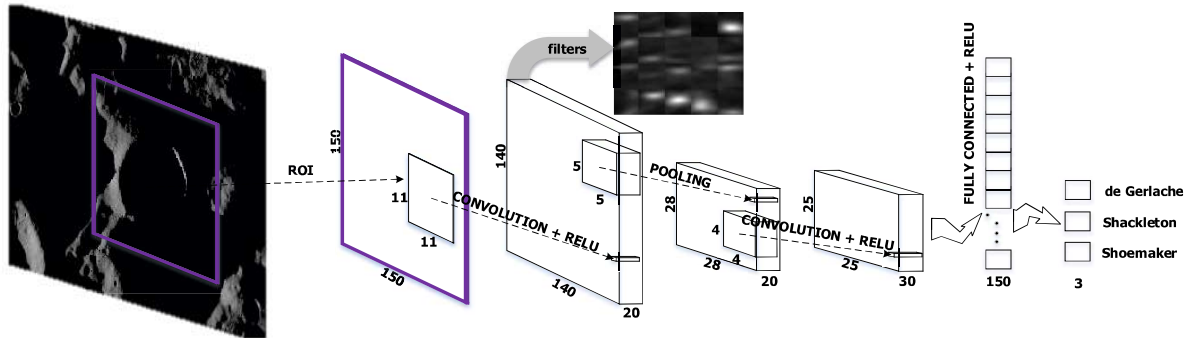 filters
ROI
150
11
11
150
CONVOLUTION + RELU
140
5
5
140
20
POOLING
28
4
4
28
20
CONVOLUTION + RELU
25
25
30
FULLY CONNECTED + RELU
150
de Gerlache
Shackleton
Shoemaker
3